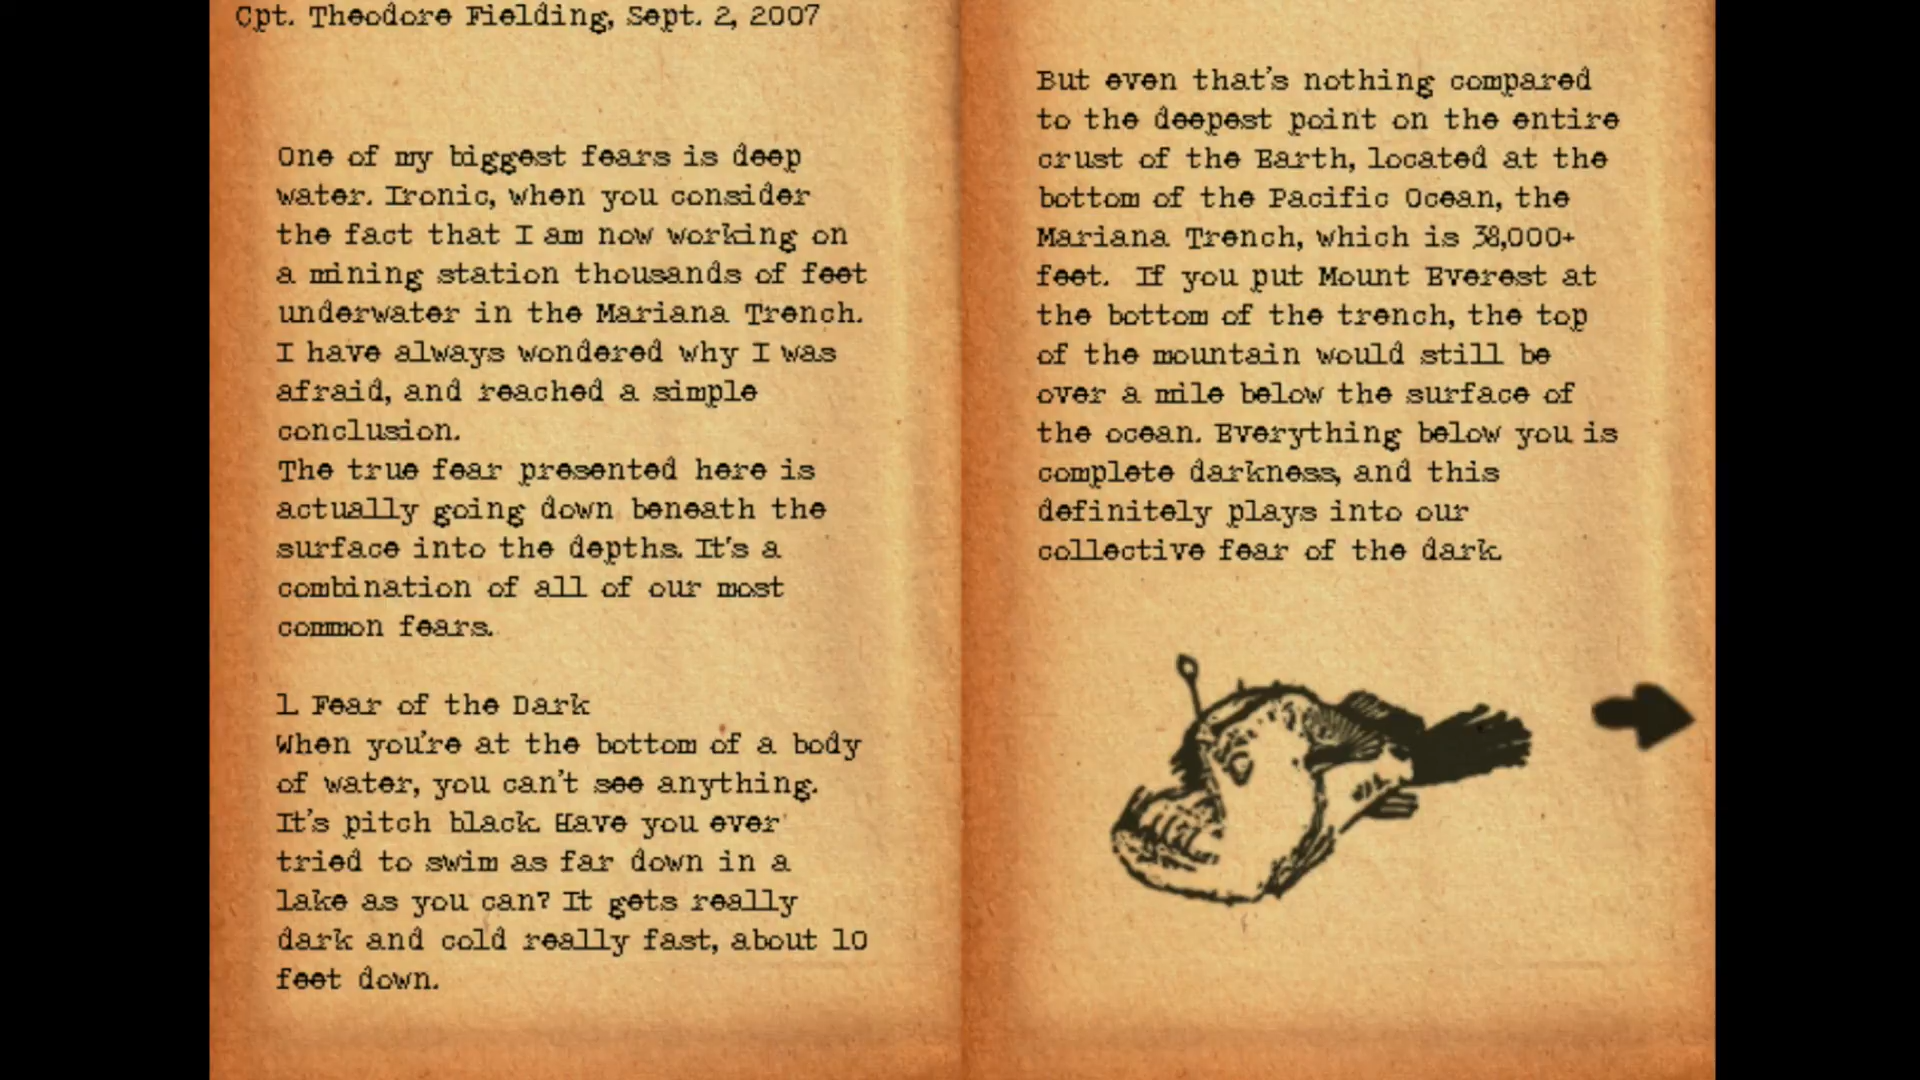 Cpt. Theodore Fielding, Sept. 2, 2007
One of my biggest fears is deep
water. Ironic, when you consider
the fact that I am now working on
a mining station thousands of feet
underwater in the Mariana Trench.
I have always wondered why I was
afraid, and reached a simple
conclusion.
The true fear presented here is
actually going down beneath the
surface into the depths. It's a
combination of all of our most
common fears.
1. Fear of the Dark
When you're at the bottom of a body
of water, you can't see anything.
It's pitch black. Have you ever
tried to swim as far down in a
lake as you can? It gets really
dark and cold really fast, about 10
feet down.
But even that's nothing compared
to the deepest point on the entire
crust of the Earth, located at the
bottom of the Pacific Ocean, the
Mariana Trench, which is 38,000+
feet. If you put Mount Everest at
the bottom of the trench, the top
of the mountain would still be
over a mile below the surface of
the ocean. Everything below you is
complete darkness, and this
definitely plays into our
collective fear of the dark.